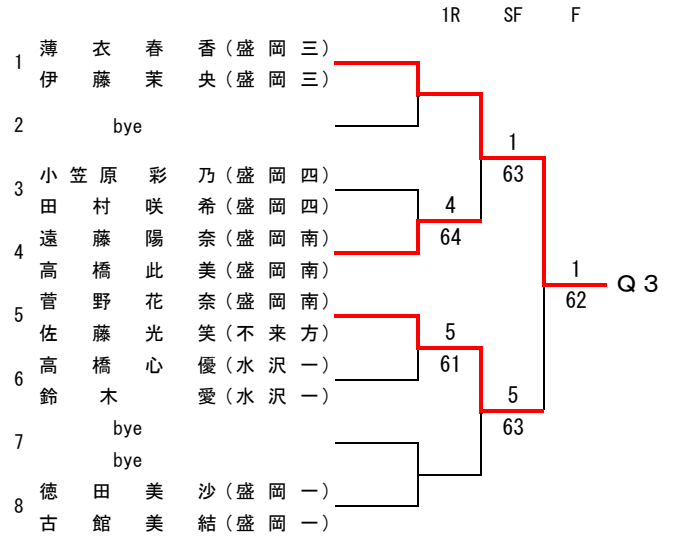 1R SF F
薄 衣 春 香(盛 岡 三)
1
伊 藤 茉 央(盛 岡 三)
2 bye
1
63
小 笠 原 彩 乃(盛 岡 四)
3
田 村 咲 希(盛 岡 四)
4
64
遠 藤 陽 奈(盛 岡 南)
4
高 橋 此 美(盛 岡 南)
1
62
Q3
菅 野 花 奈(盛 岡 南)
5
佐 藤 光 笑(不 来 方)
5
61
高 橋 心 優(水 沢 一)
6
鈴 木 愛(水 沢 一)
5
63
bye
7
bye
徳 田 美 沙(盛 岡 一)
8
古 館 美 結(盛 岡 一)